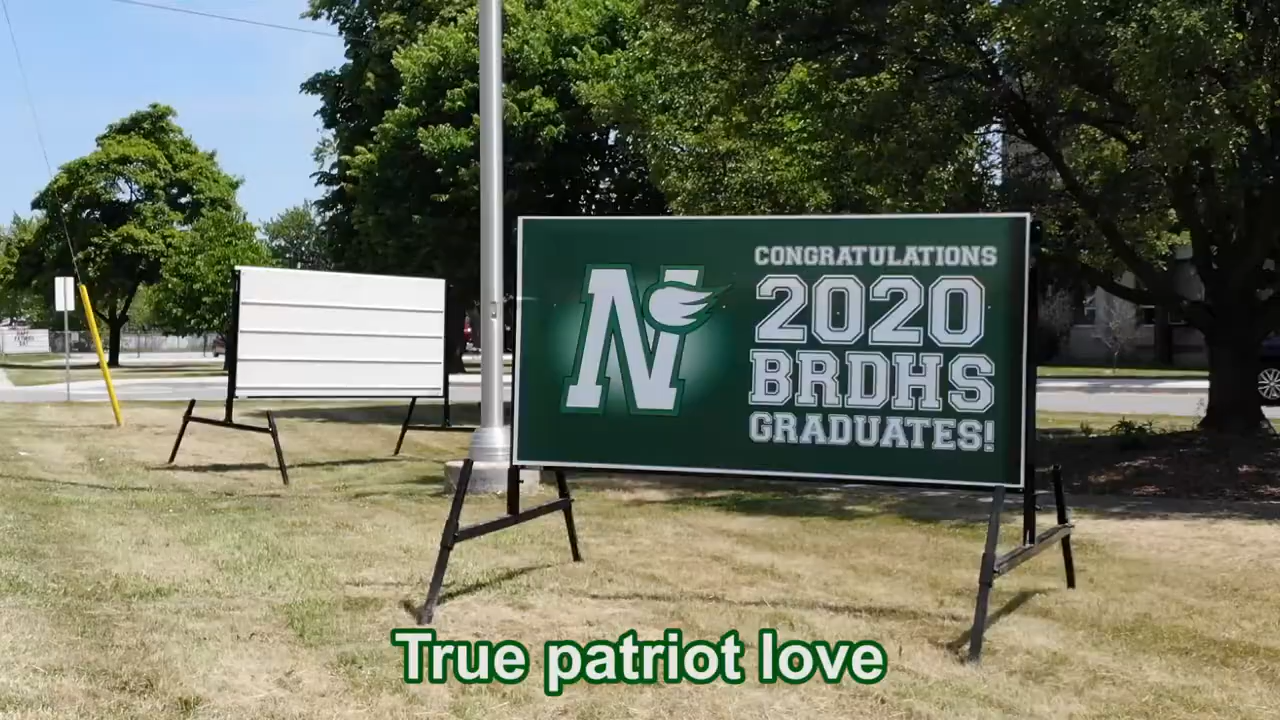 N
CONGRATULATIONS
2020
BRDHS
GRADUATES!
True patriot love